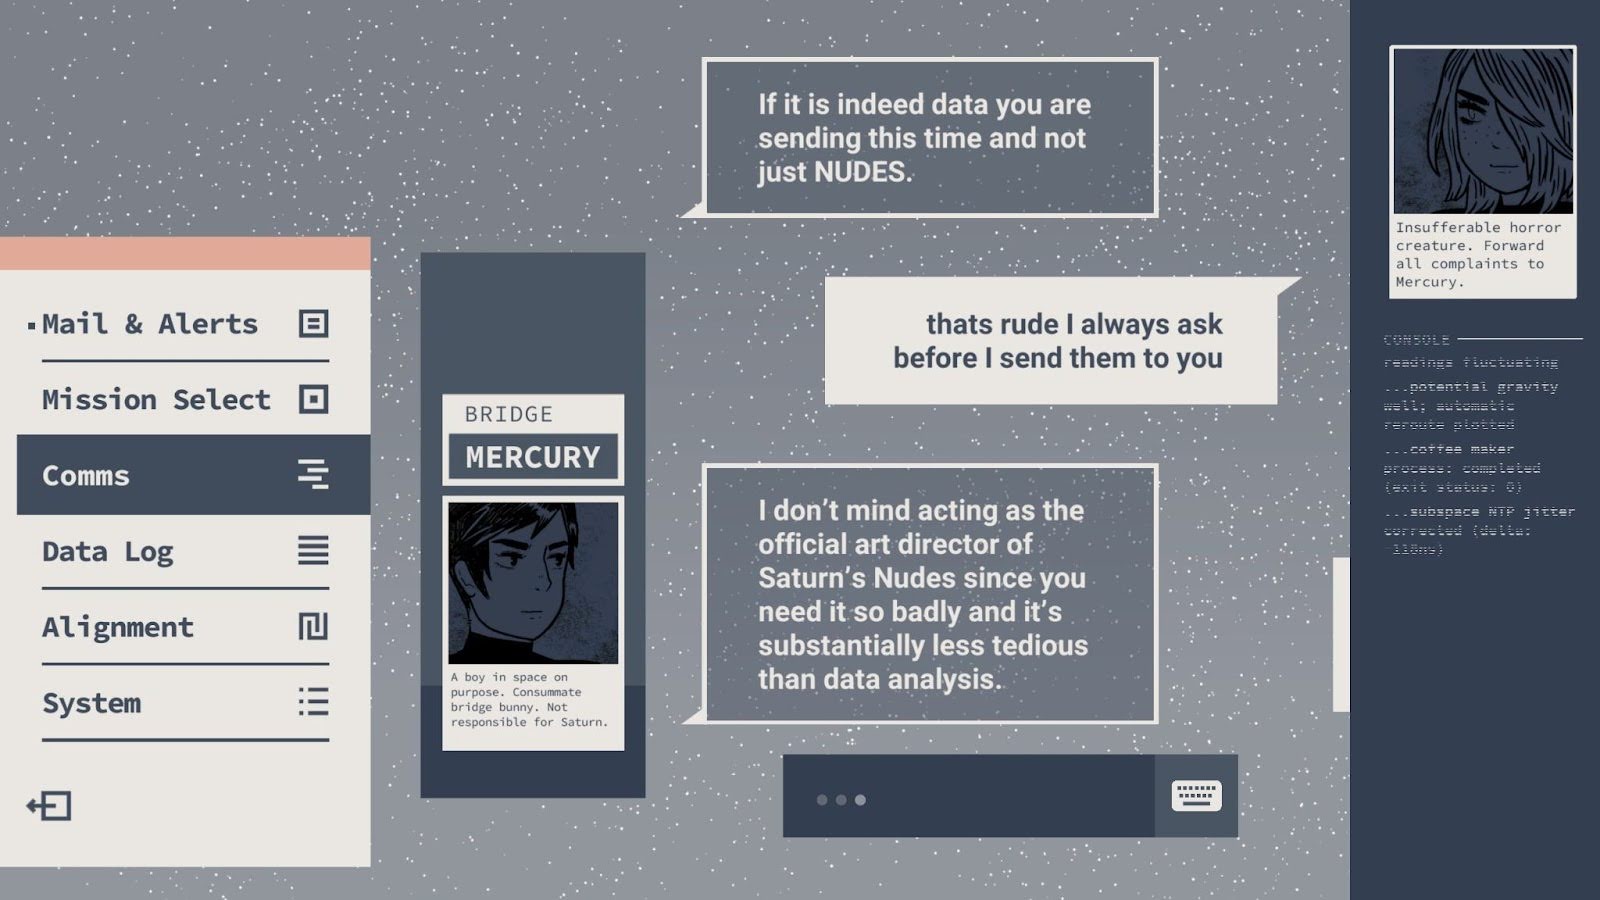 If it is indeed data you are
sending this time and not
just NUDES.
thats rude I always ask
before I send them to you
I don’t mind acting as the
official art director of
Saturn’s Nudes since you
need it so badly and it’s
substantially less tedious
than data analysis.
Mail & Alerts
Mission Select
Comms
Data Log
Alignment
System
BRIDGE
MERCURY
A boy in space on
purpose. Consummate
bridge bunny. Not
responsible for Saturn.
Insufferable horror
creature. Forward
all complaints to
Mercury.
CONSOLE
readings fluctuating
...potential gravity
well; automatic
reroute plotted
...coffee maker
process: completed
(exit status: 0)
...subspace NTP jitter
corrected (delta:
-118ms)